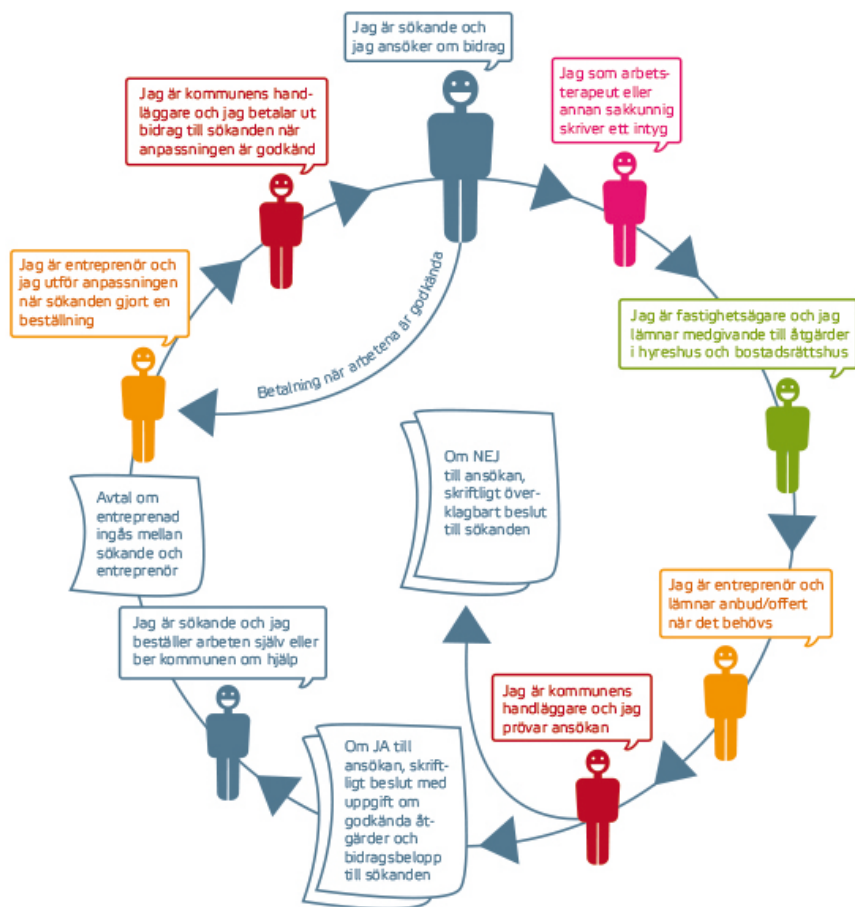 Jag är sökande och
jag ansöker om bidrag
Jag som arbets-
terapeut eller
annan sakkunnig
skriver ett intyg
Jag är fastighetsägare och jag
lämnar medgivande till åtgärder
i hyreshus och bostadsrättshus
Jag är entreprenör och
lämnar anbud/offert
när det behövs
Jag är kommunens
handläggare och jag
prövar ansökan
Om NEJ
till ansökan,
skriftligt över-
klagbart beslut
till sökanden
Om JA till
ansökan, skrift-
ligt beslut med
uppgift om
godkända åt-
gärder och
bidragsbelopp
till sökanden
Jag är sökande och jag
beställer arbeten själv eller
ber kommunen om hjälp
Avtal om
entreprenad
ingås mellan
sökande och
entreprenör
Jag är entreprenör och
jag utför anpassningen
när sökanden gjort en
beställning
Jag är kommunens hand-
läggare och jag betalar ut
bidrag till sökanden när
anpassningen är godkänd
Betalning när arbetena är godkända